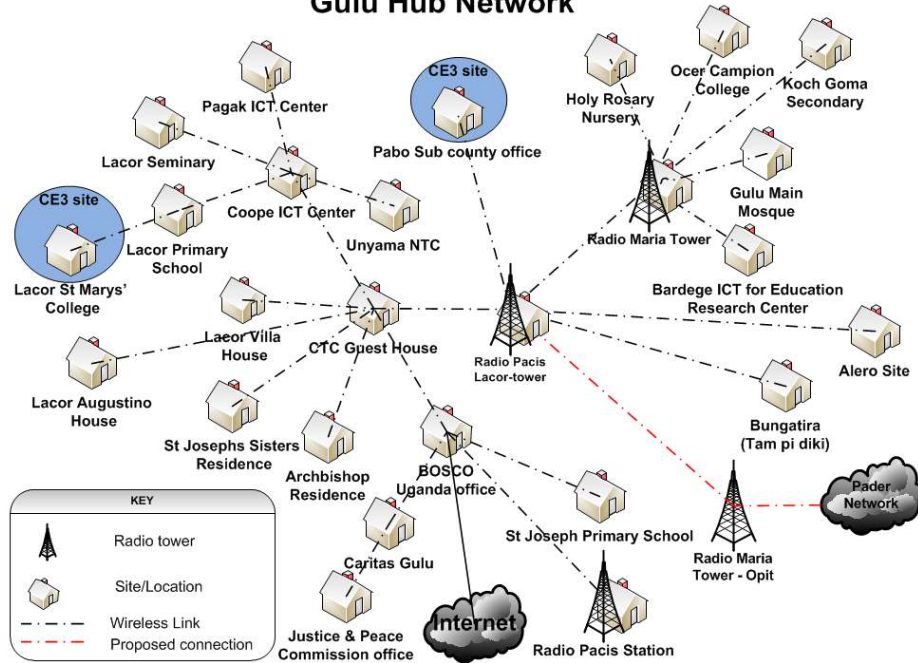 Gulu Hub Network
CE3 site
Pagak ICT Center
Pabo Sub county office
Holy Rosary
Nursery
Ocer Campion
College
Koch Goma
Secondary
Lacor Seminary
Coope ICT Center
Unyama NTC
Gulu Main
Mosque
Radio Maria Tower
CE3 site
Lacor Primary
School
Lacor St Marys'
College
Bardege ICT for Education
Research Center
Lacor Villa
House
CTC Guest House
Radio Pacis
Lacor-tower
Alero Site
Lacor Augustino
House
Bungatira
(Tam pi diki)
St Josephs Sisters
Residence
Archbishop
Residence
BOSCO
Uganda office
Pader
Network
St Joseph Primary School
Radio Maria
Tower - Opit
Caritas Gulu
Justice & Peace
Commission office
Internet
Radio Pacis Station
KEY
Radio tower
Site/Location
Wireless Link
Proposed connection